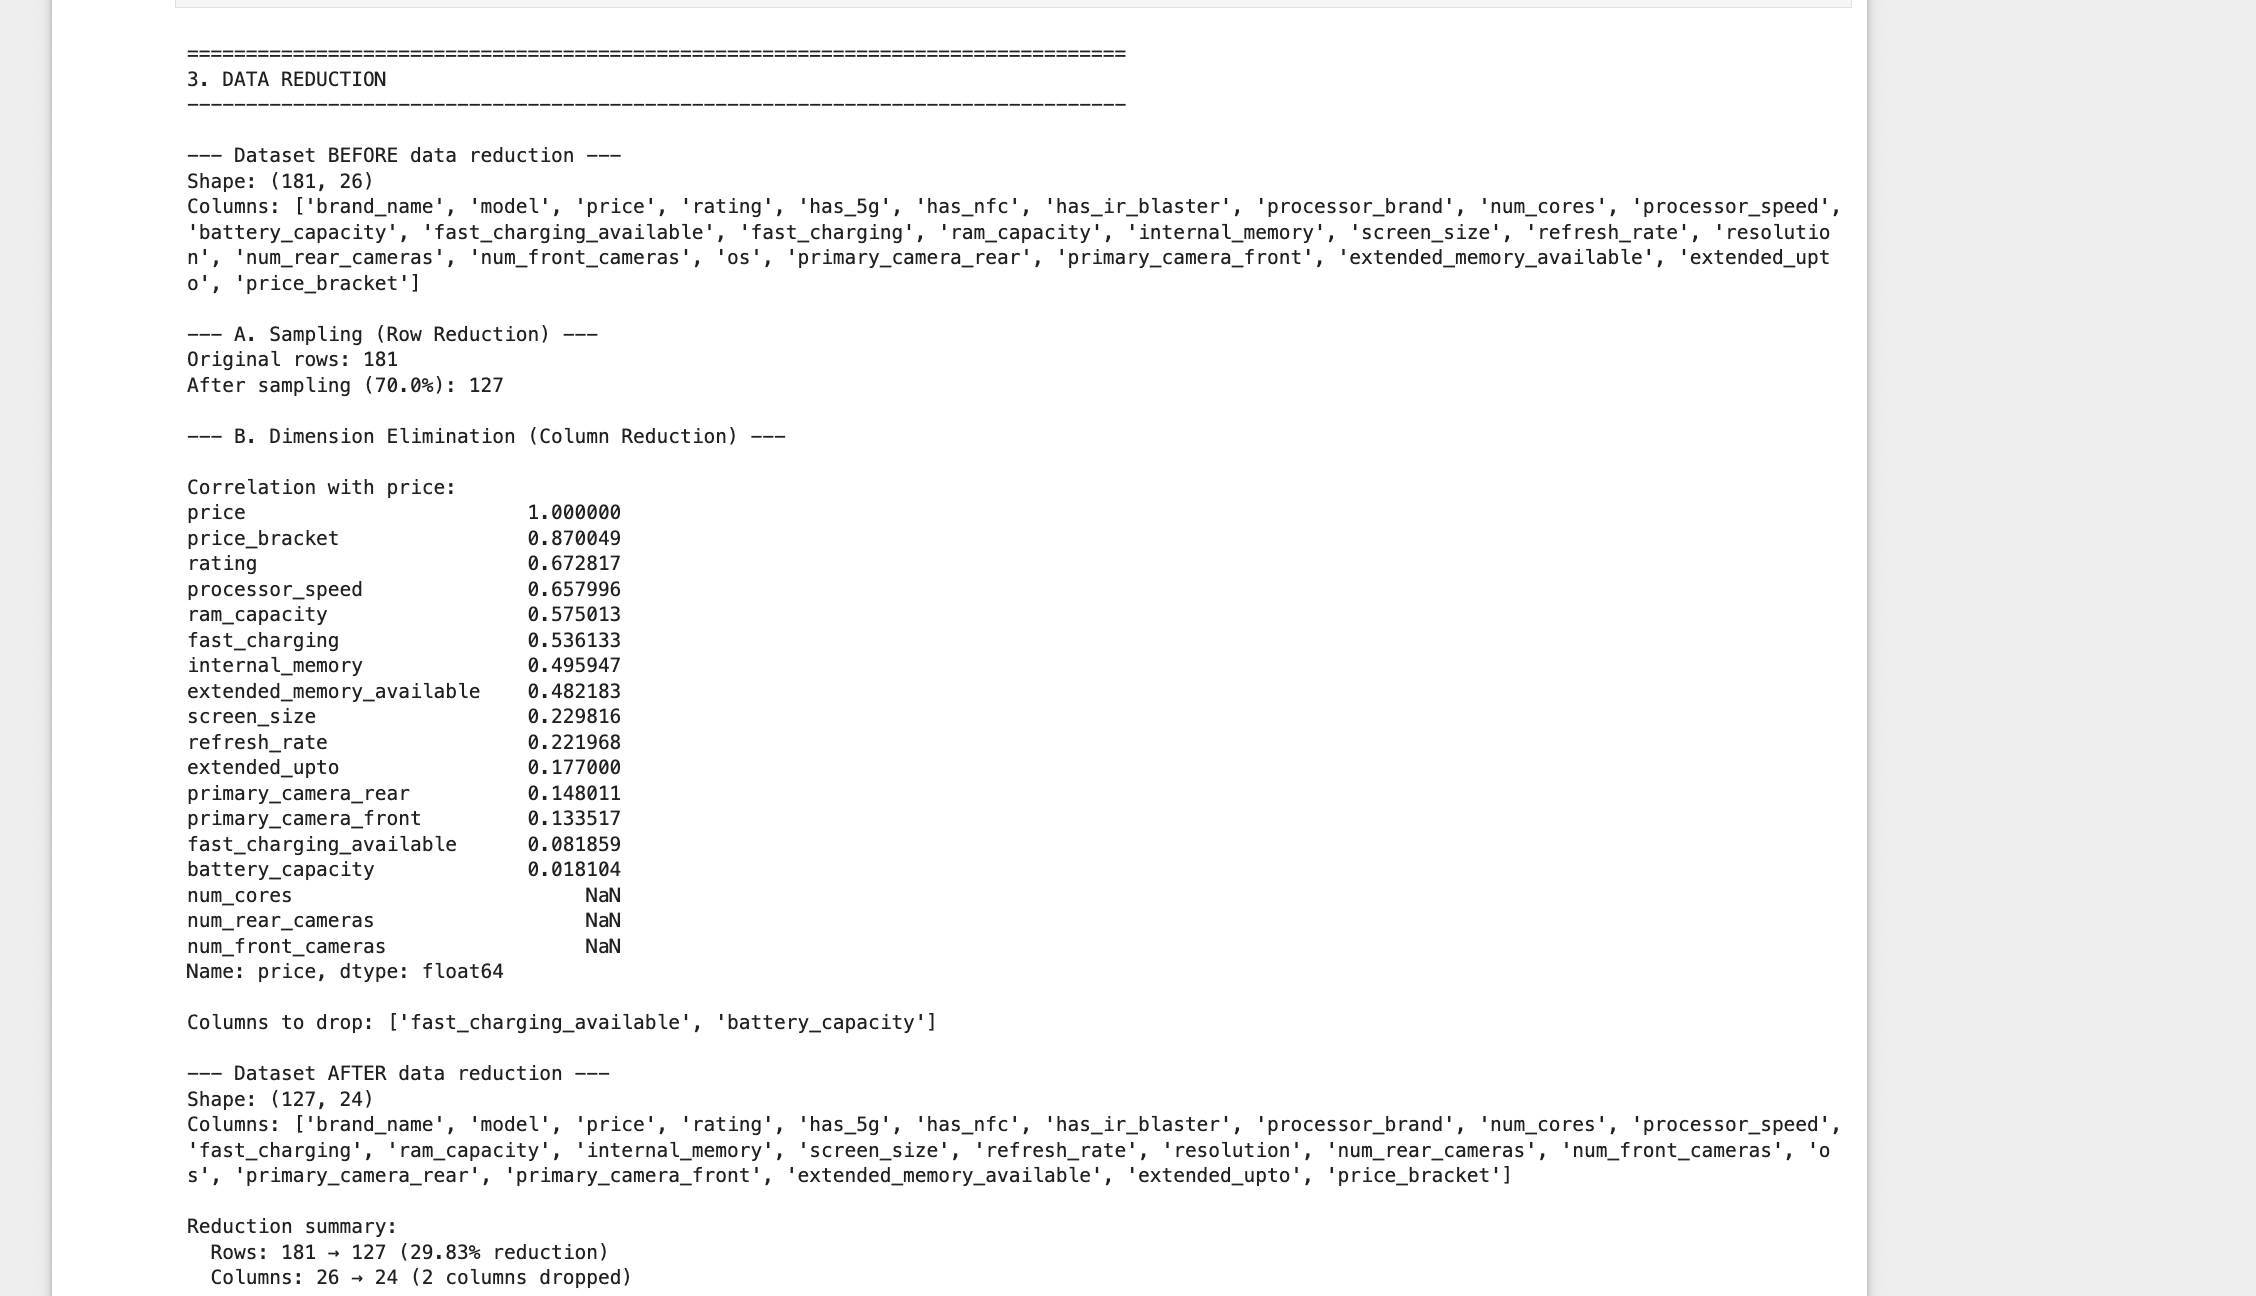 ================================================================================
3. DATA REDUCTION
--------------------------------------------------------------------------------
--- Dataset BEFORE data reduction ---
Shape: (181, 26)
Columns: ['brand_name', 'model', 'price', 'rating', 'has_5g', 'has_nfc', 'has_ir_blaster', 'processor_brand', 'num_cores', 'processor_speed',
'battery_capacity', 'fast_charging_available', 'fast_charging', 'ram_capacity', 'internal_memory', 'screen_size', 'refresh_rate', 'resolutio
n', 'num_rear_cameras', 'num_front_cameras', 'os', 'primary_camera_rear', 'primary_camera_front', 'extended_memory_available', 'extended_upt
o', 'price_bracket']
--- A. Sampling (Row Reduction) ---
Original rows: 181
After sampling (70.0%): 127
--- B. Dimension Elimination (Column Reduction) ---
Correlation with price:
price                        1.000000
price_bracket                0.870049
rating                       0.672817
processor_speed              0.657996
ram_capacity                 0.575013
fast_charging                0.536133
internal_memory              0.495947
extended_memory_available    0.482183
screen_size                  0.229816
refresh_rate                 0.221968
extended_upto                0.177000
primary_camera_rear          0.148011
primary_camera_front         0.133517
fast_charging_available      0.081859
battery_capacity             0.018104
num_cores                         NaN
num_rear_cameras                  NaN
num_front_cameras                 NaN
Name: price, dtype: float64
Columns to drop: ['fast_charging_available', 'battery_capacity']
--- Dataset AFTER data reduction ---
Shape: (127, 24)
Columns: ['brand_name', 'model', 'price', 'rating', 'has_5g', 'has_nfc', 'has_ir_blaster', 'processor_brand', 'num_cores', 'processor_speed',
'fast_charging', 'ram_capacity', 'internal_memory', 'screen_size', 'refresh_rate', 'resolution', 'num_rear_cameras', 'num_front_cameras', 'o
s', 'primary_camera_rear', 'primary_camera_front', 'extended_memory_available', 'extended_upto', 'price_bracket']
Reduction summary:
  Rows: 181 → 127 (29.83% reduction)
  Columns: 26 → 24 (2 columns dropped)